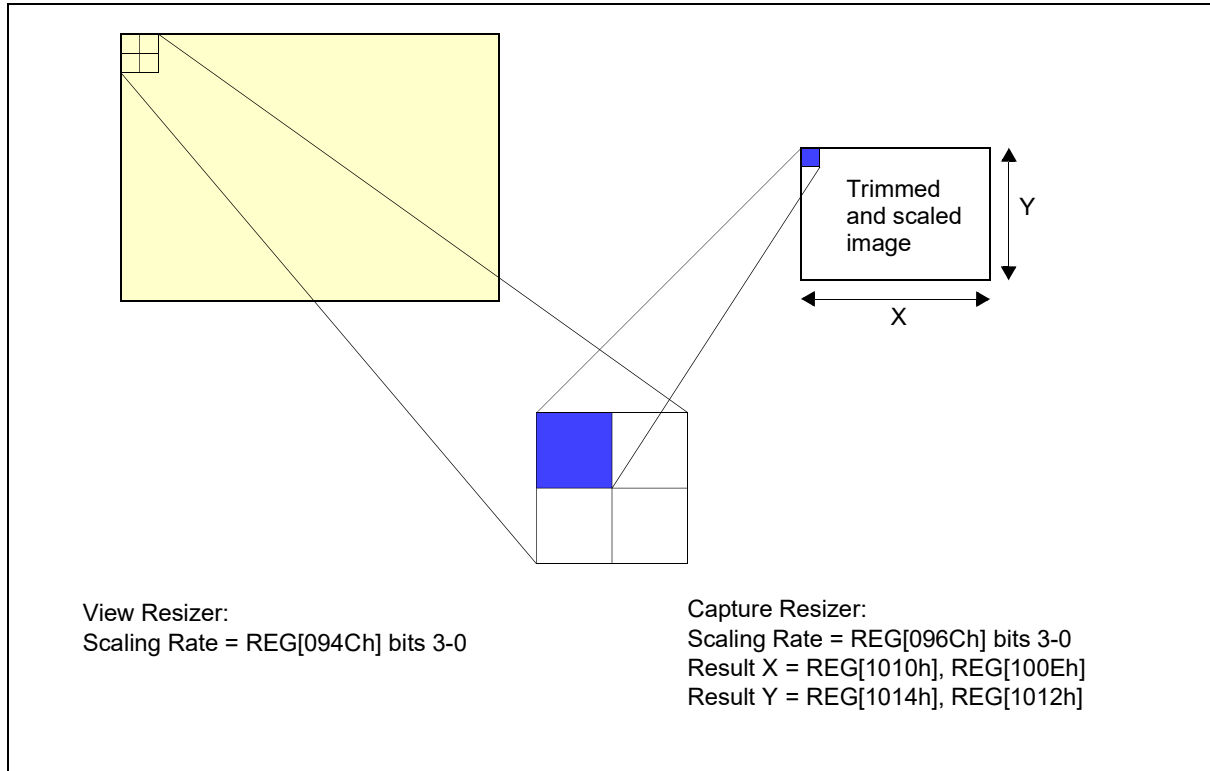 Trimmed
and scaled
image
Y
X
View Resizer:
Scaling Rate = REG[094Ch] bits 3-0
Capture Resizer:
Scaling Rate = REG[096Ch] bits 3-0
Result X = REG[1010h], REG[100Eh]
Result Y = REG[1014h], REG[1012h]